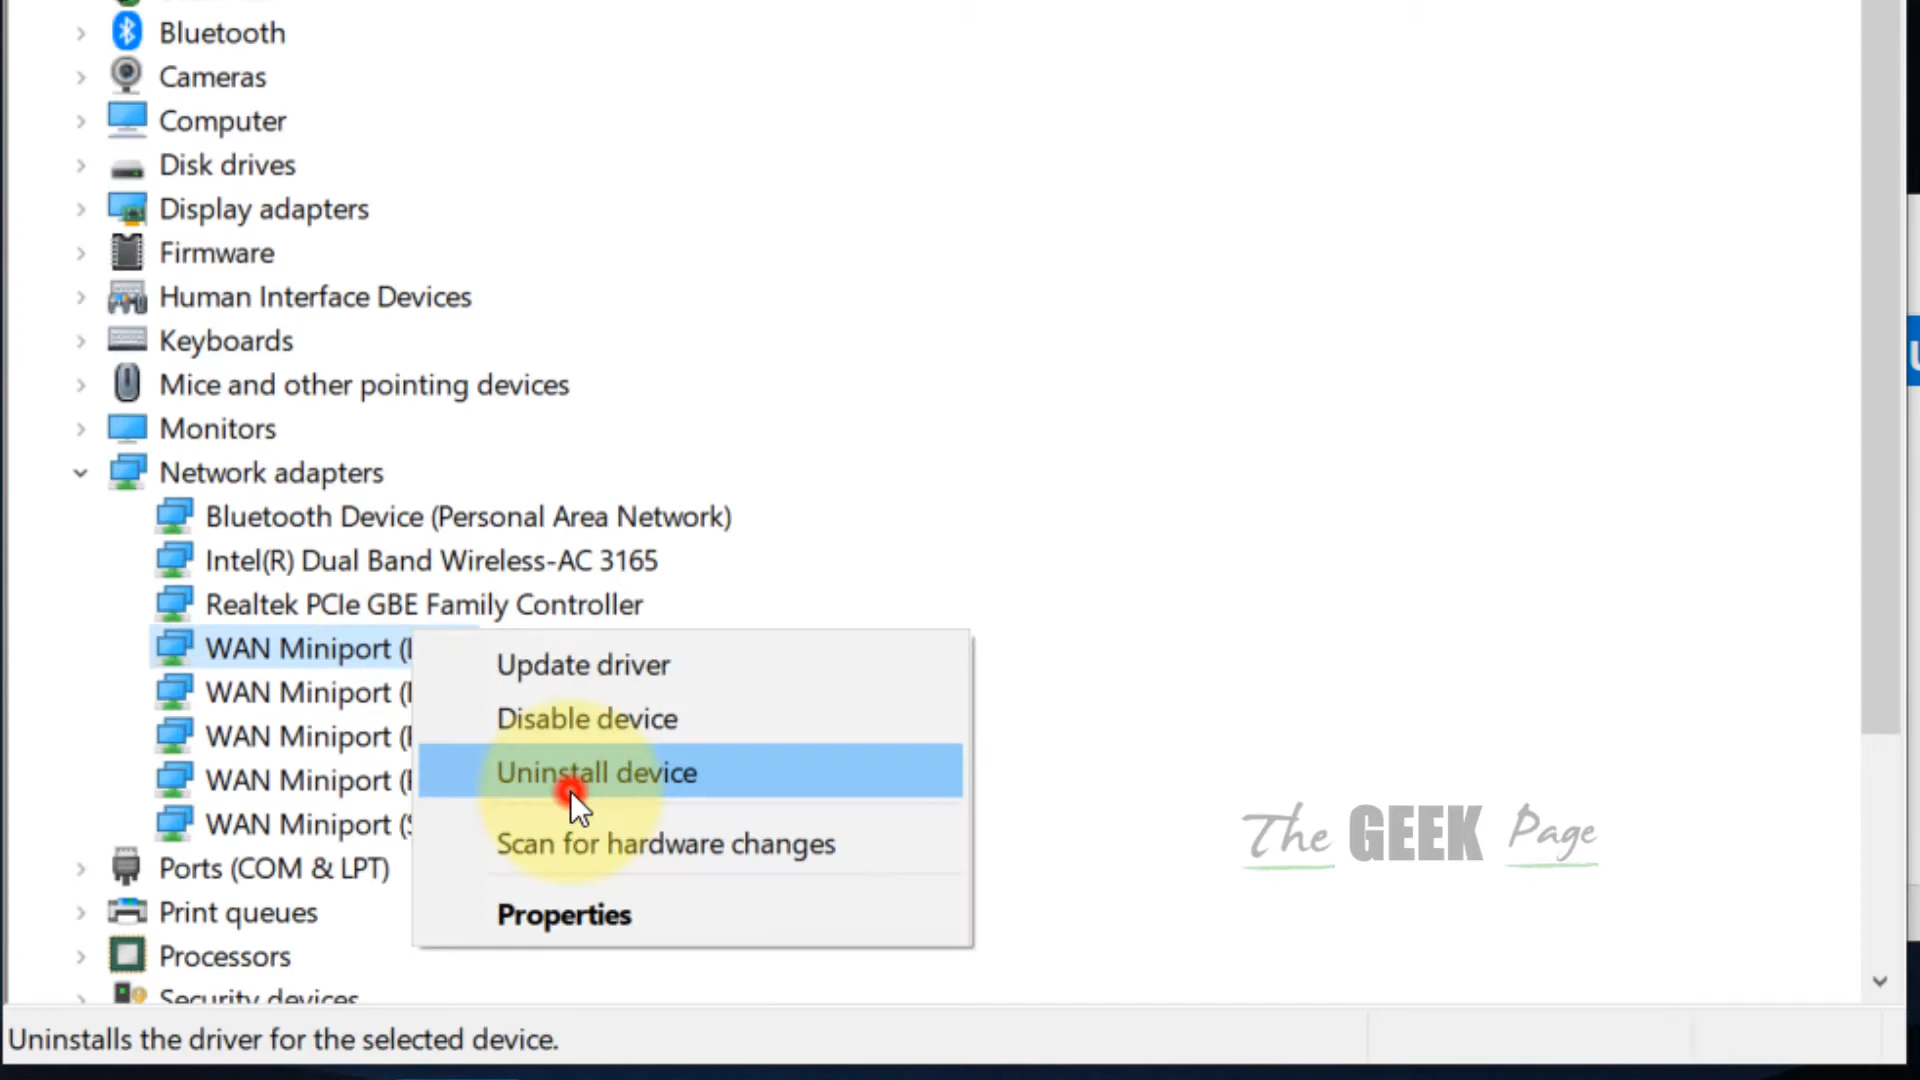 Bluetooth
Cameras
Computer
Disk drives
Display adapters
Firmware
Human Interface Devices
Keyboards
Mice and other pointing devices
Monitors
Network adapters
Bluetooth Device (Personal Area Network)
Intel(R) Dual Band Wireless-AC 3165
Realtek PCIe GBE Family Controller
WAN Miniport (
WAN Miniport (
WAN Miniport (
WAN Miniport (
WAN Miniport (
Update driver
Disable device
Uninstall device
Scan for hardware changes
Properties
Ports (COM & LPT)
Print queues
Processors
Security devices
The GEEK Page
Uninstalls the driver for the selected device.